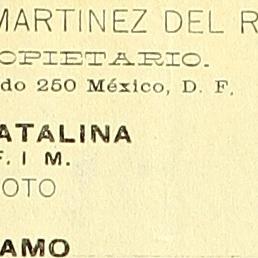 MARTINEZ DEL R
OPIETARIO.
do 250 México, D. F.
ATALINA
F. I M.
OTO
AMO